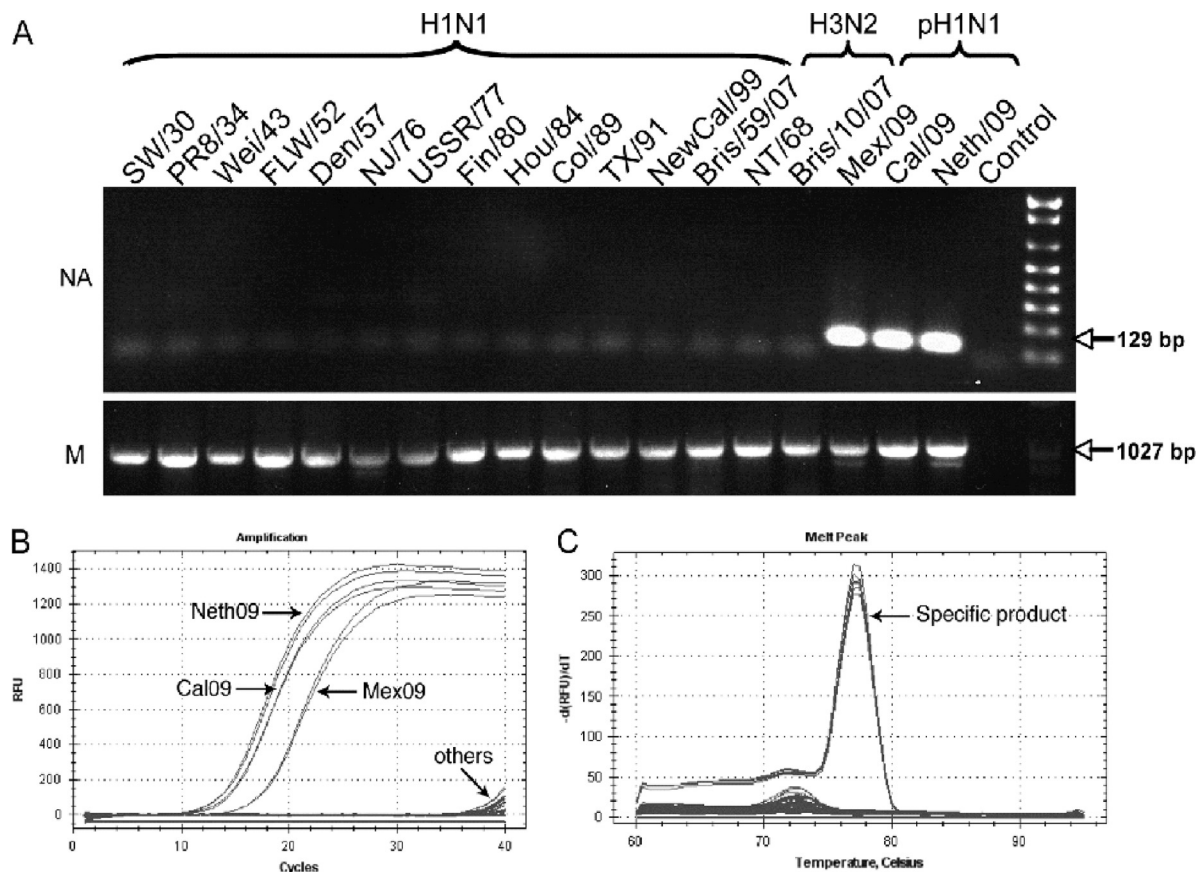 A
H1N1
H3N2
pH1N1
SW/30
PR8/34
Wei/43
FLW/52
Den/57
NJ/76
USSR/77
Fin/80
Hou/84
Col/89
TX/91
NewCal/99
Bris/59/07
NT/68
Bris/10/07
Mex/09
Cal/09
Neth/09
Control
NA
129 bp
M
1027 bp
B
Amplification
1400
1200
1000
800
600
400
200
0
RFU
Neth09
Cal09
Mex09
others
0
10
20
30
40
Cycles
C
Melt Peak
300
250
200
150
100
50
0
-d(RFU)/dT
Specific product
60
70
80
90
Temperature, Celsius